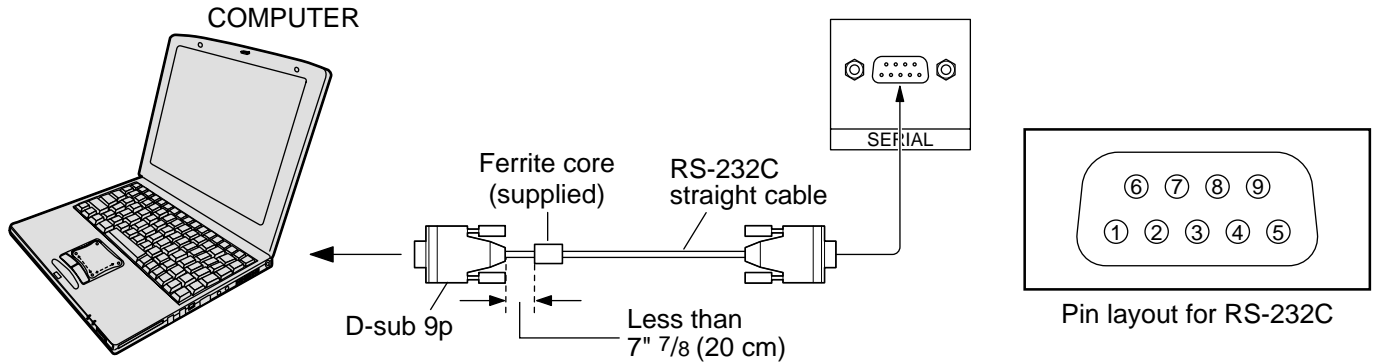 COMPUTER
SERIAL
Ferrite core
(supplied)
RS-232C
straight cable
D-sub 9p
Less than
7" 7/8 (20 cm)
6 7 8 9
1 2 3 4 5
Pin layout for RS-232C